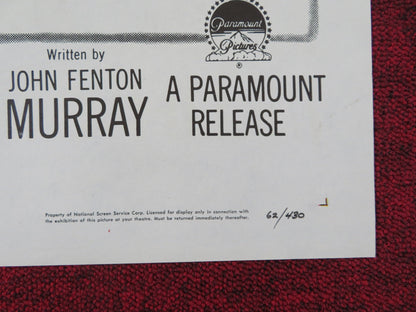 Paramount
Pictures
®
Written by
JOHN FENTON
MURRAY
A PARAMOUNT
RELEASE
Property of National Screen Service Corp. Licensed for display only in connection with
the exhibition of this picture at your theatre. Must be returned immediately thereafter.
62/480